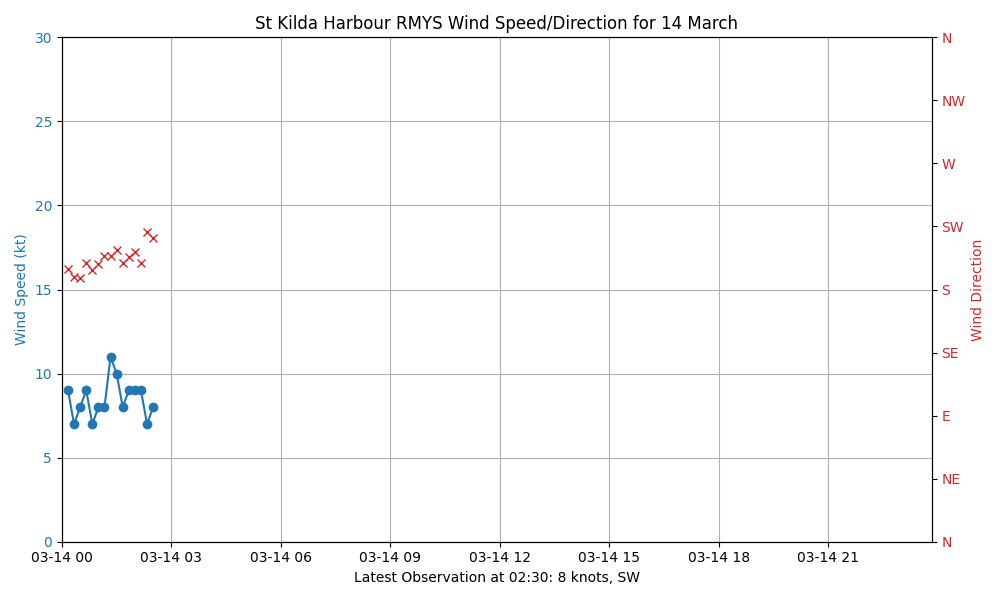 St Kilda Harbour RMYS Wind Speed/Direction for 14 March
30
25
20
15
10
5
0
Wind Speed (kt)
N
NW
W
SW
S
SE
E
NE
N
Wind Direction
03-14 00 03-14 03 03-14 06 03-14 09 03-14 12 03-14 15 03-14 18 03-14 21
Latest Observation at 02:30: 8 knots, SW